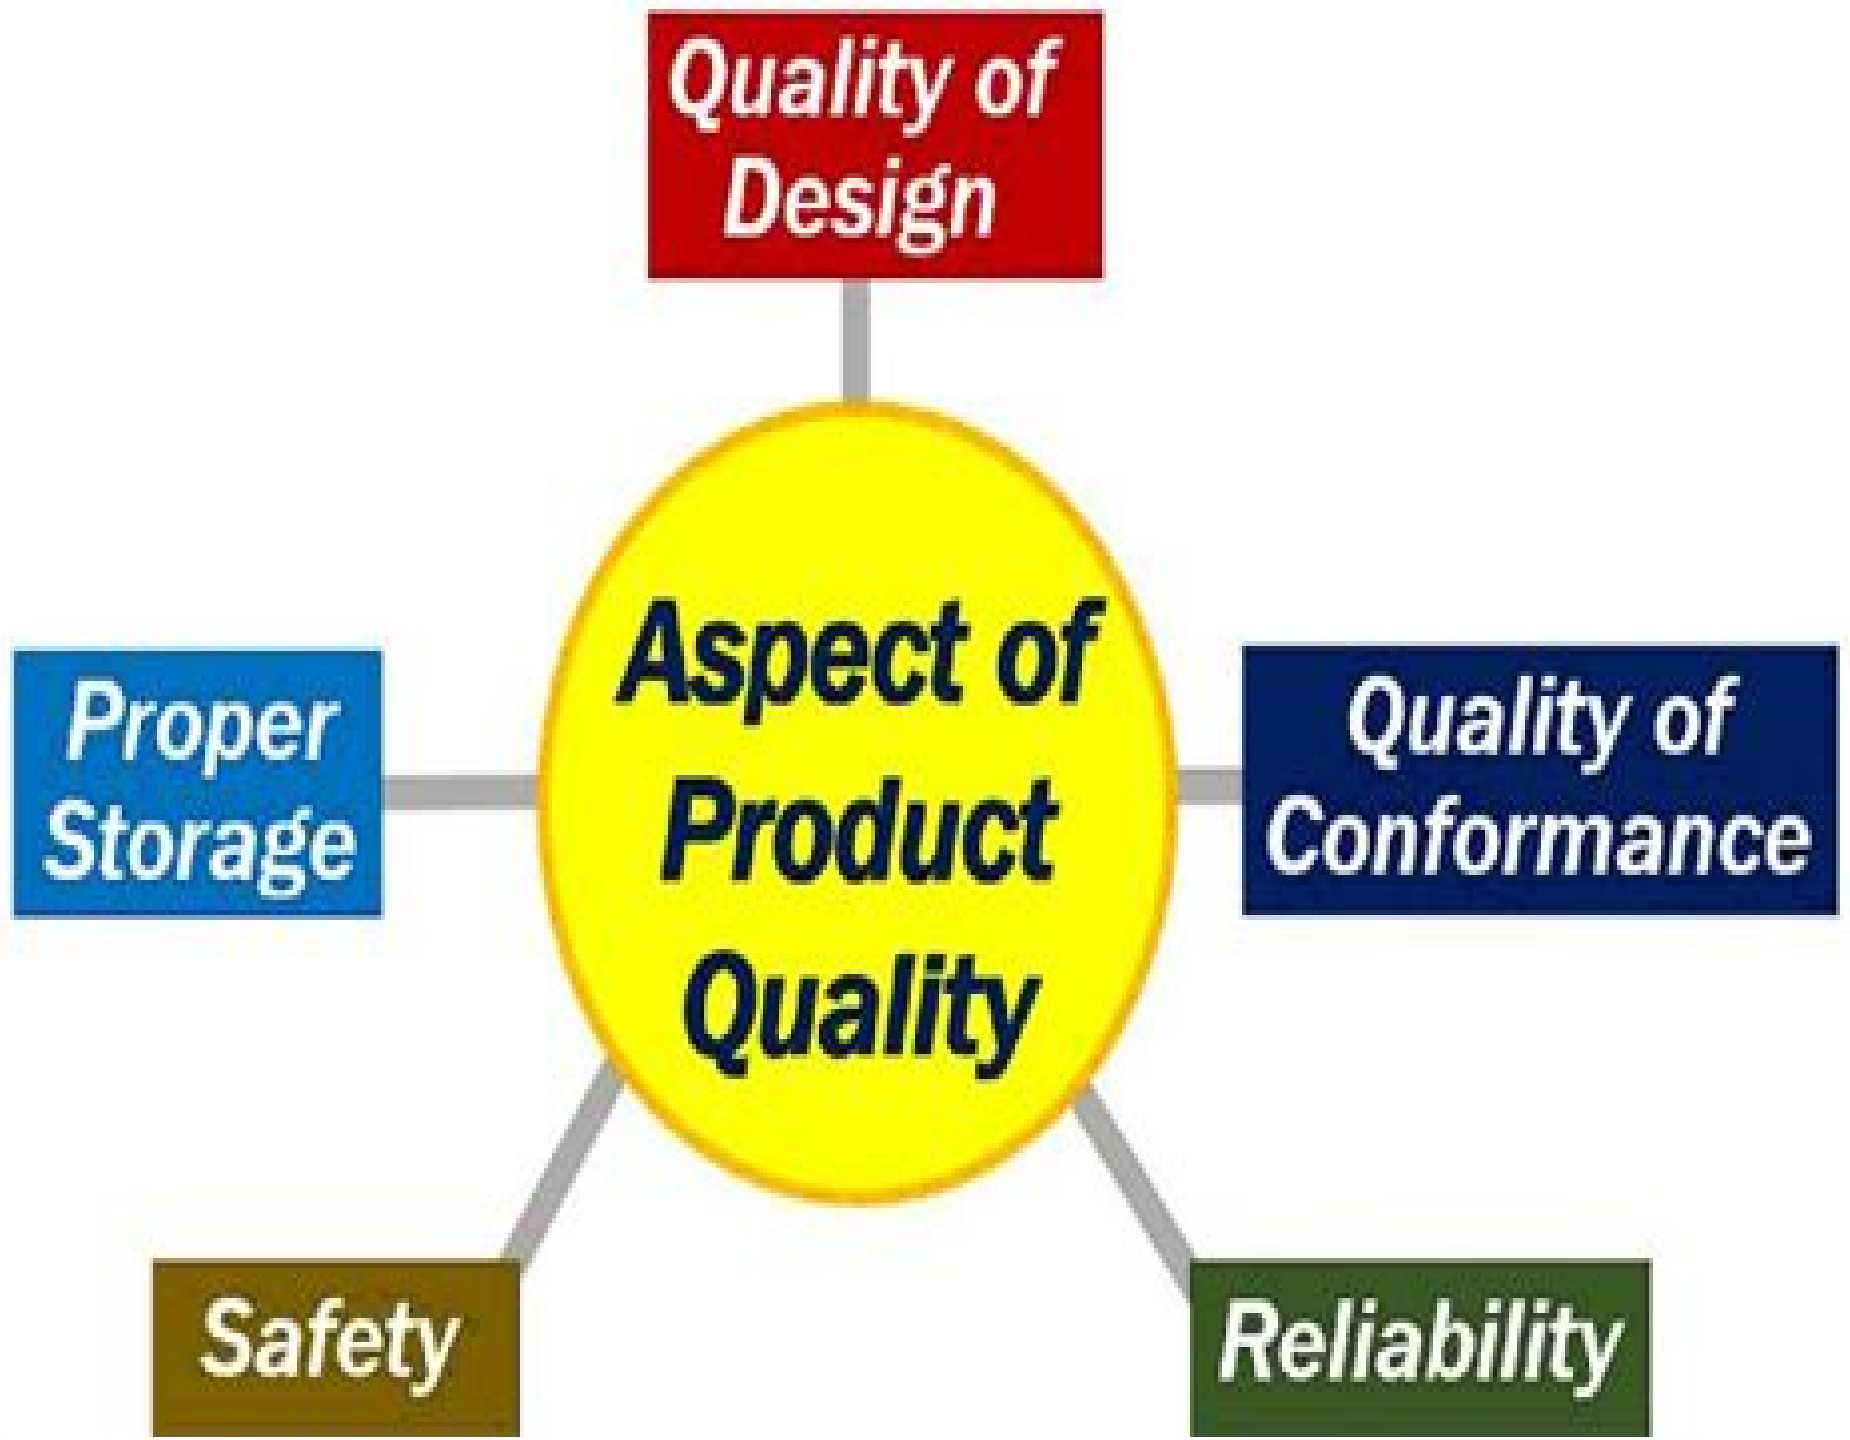 Quality of
Design
Proper
Storage
Aspect of
Product
Quality
Quality of
Conformance
Safety
Reliability